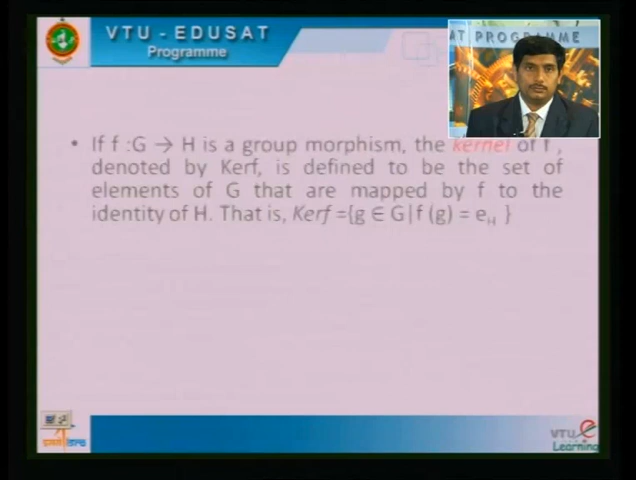 VTU - EDUSAT
Programme
AT PROGRAMME
• If f :G → H is a group morphism, the kernel of f ,
denoted by Kerf, is defined to be the set of
elements of G that are mapped by f to the
identity of H. That is, Kerf ={g ∈ G|f (g) = eH }
VTU e
Learning